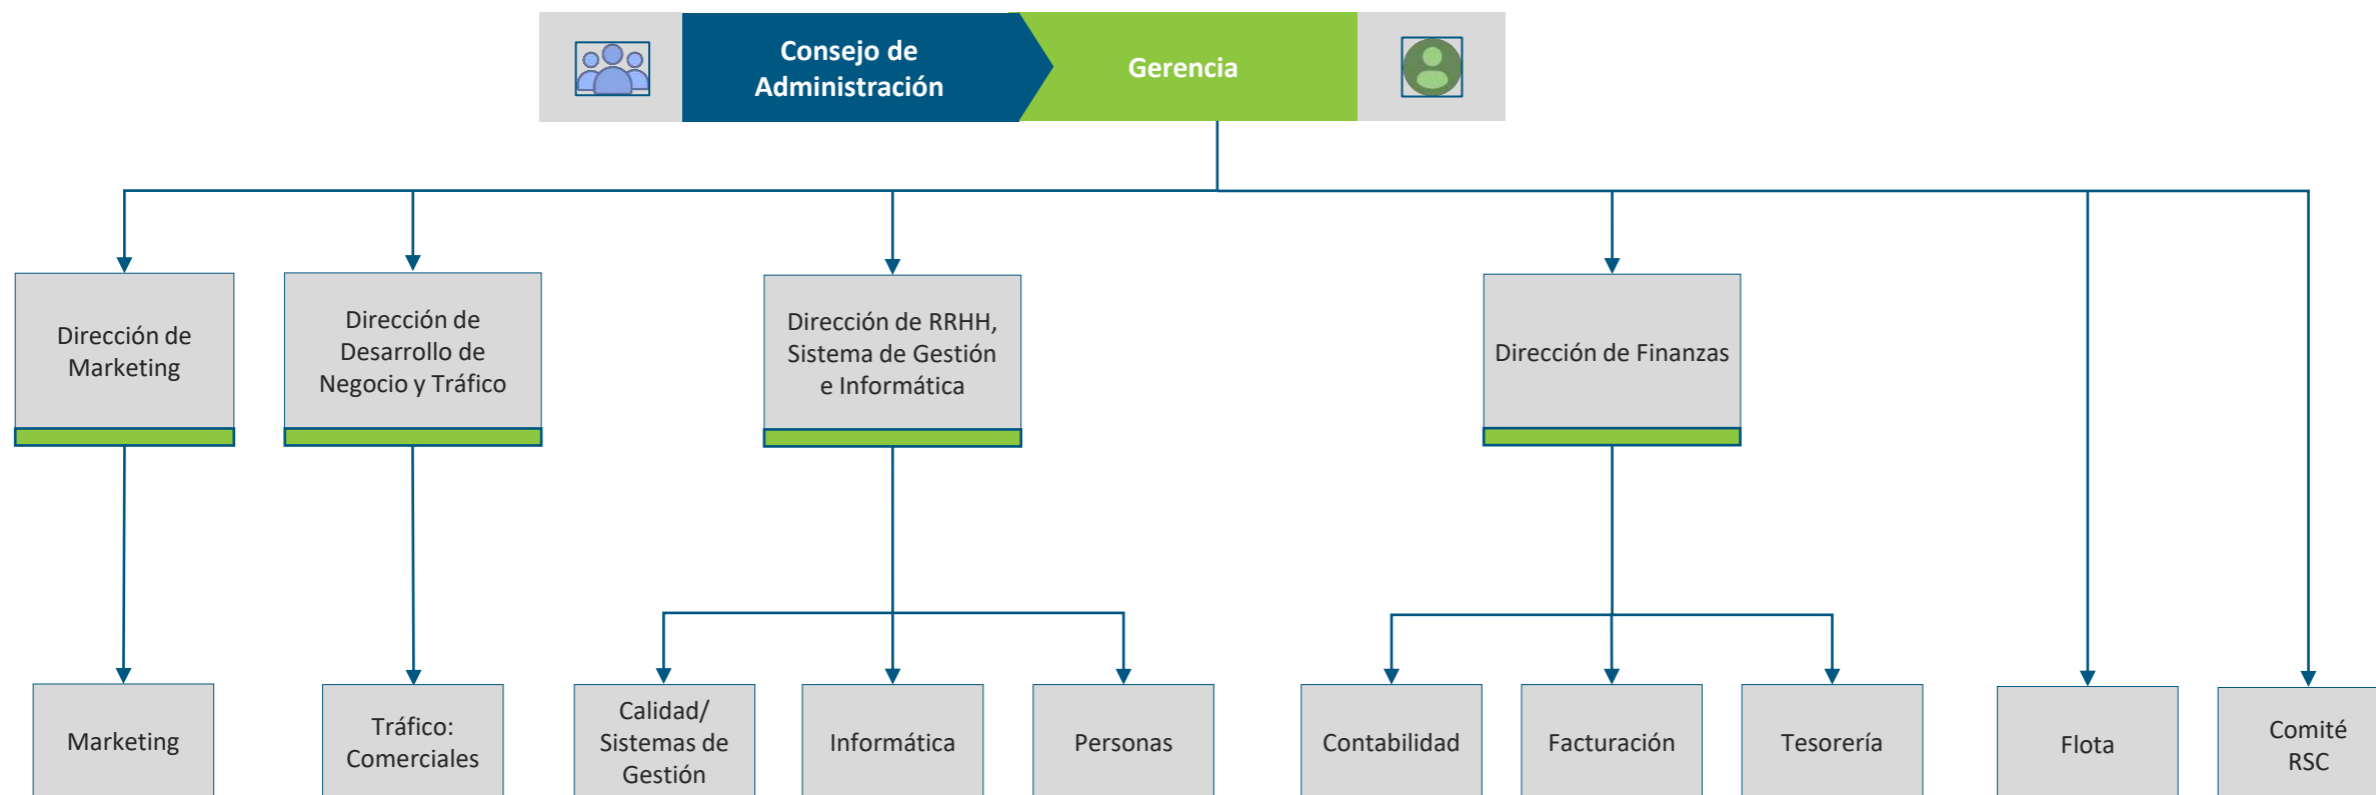 Consejo de
Administración
Gerencia
Dirección de
Marketing
Dirección de
Desarrollo de
Negocio y Tráfico
Dirección de RRHH,
Sistema de Gestión
e Informática
Dirección de Finanzas
Marketing
Tráfico:
Comerciales
Calidad/
Sistemas de
Gestión
Informática
Personas
Contabilidad
Facturación
Tesorería
Flota
Comité
RSC